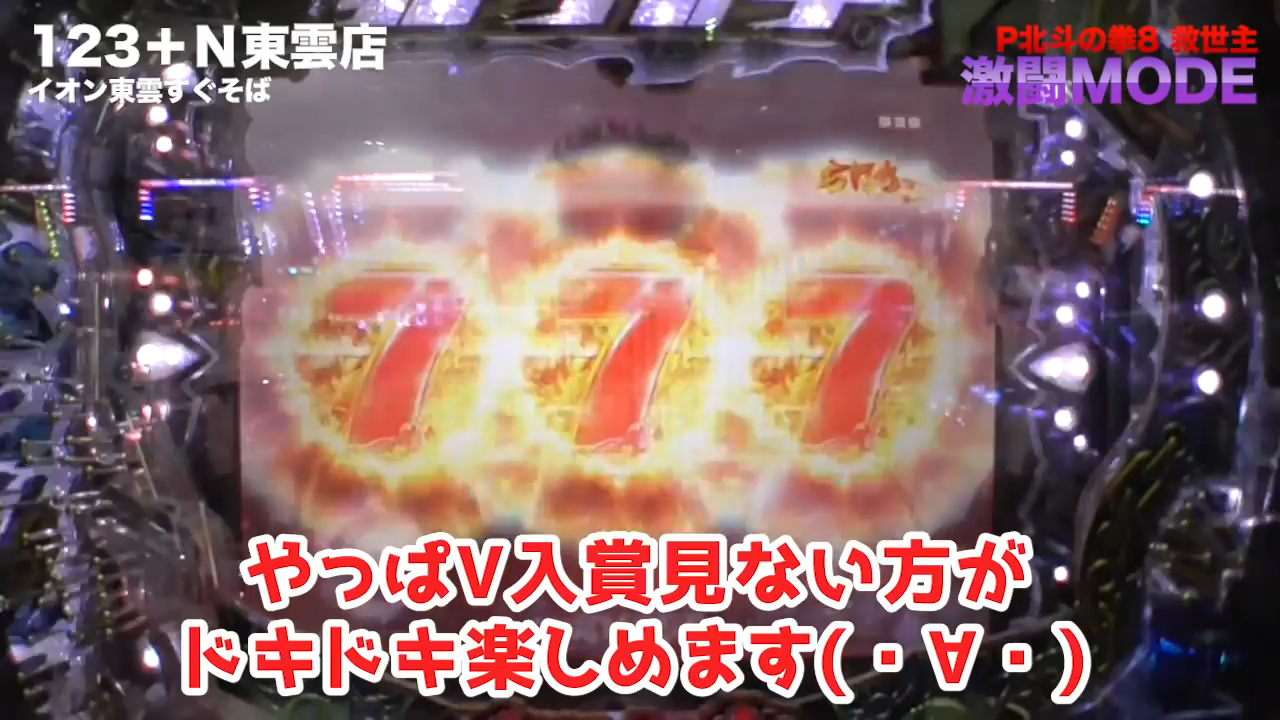 123+N東雲店
イオン東雲すぐそば
P北斗の拳8 救世主
激闘MODE
777
やっぱV入賞見ない方が
ドキドキ楽しめます(・∀・)